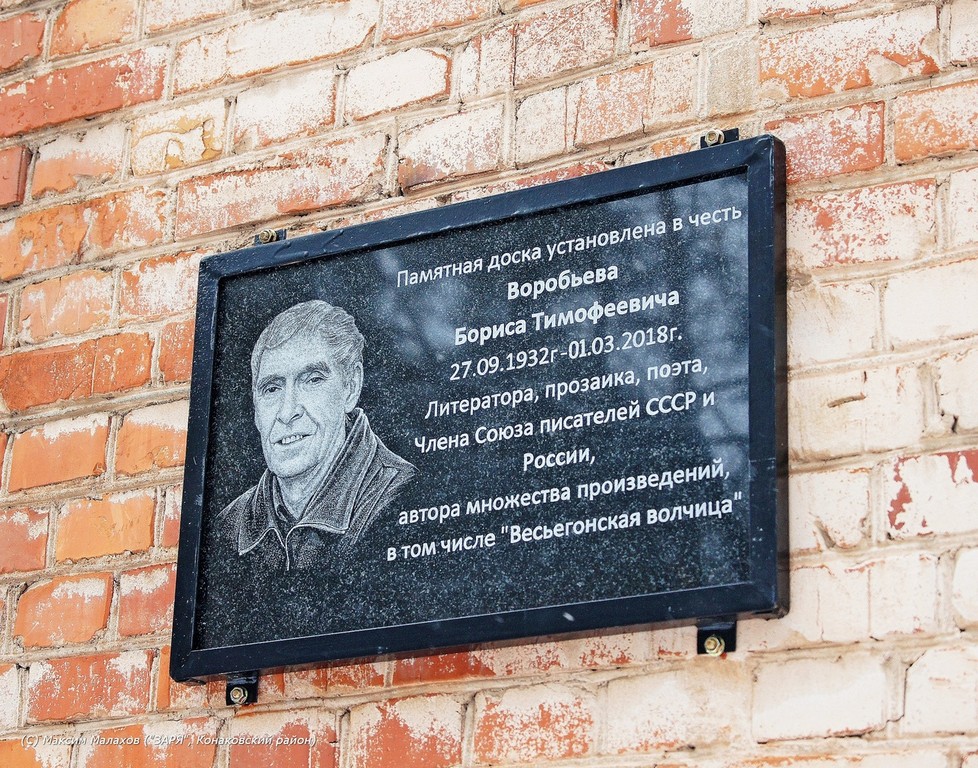 Памятная доска установлена в честь
Воробьева
Бориса Тимофеевича
27.09.1932г-01.03.2018г.
Литератора, прозаика, поэта,
Члена Союза писателей СССР и
России,
автора множества произведений,
в том числе "Весьегонская волчица"
(C) Максим Малахов ("ЗАРЯ", Конаковский район)